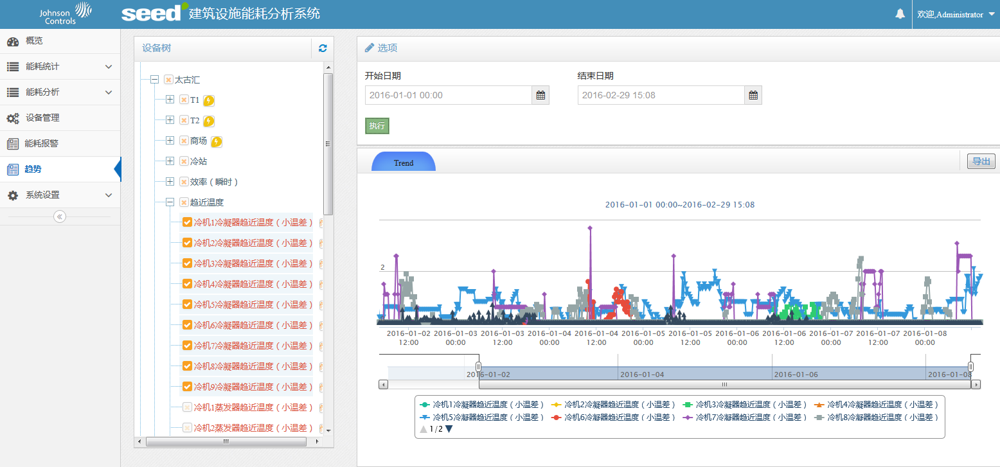 Johnson Controls
seed 建筑设施能耗分析系统
欢迎,Administrator
概览
能耗统计
能耗分析
设备管理
能耗报警
趋势
系统设置
设备树
太古汇
T1
T2
商场
冷站
效率（瞬时）
趋近温度
冷机1冷凝器趋近温度（小温差）
冷机2冷凝器趋近温度（小温差）
冷机3冷凝器趋近温度（小温差）
冷机4冷凝器趋近温度（小温差）
冷机5冷凝器趋近温度（小温差）
冷机6冷凝器趋近温度（小温差）
冷机7冷凝器趋近温度（小温差）
冷机8冷凝器趋近温度（小温差）
冷机9冷凝器趋近温度（小温差）
冷机1蒸发器趋近温度（小温差）
冷机2蒸发器趋近温度（小温差）
选项
开始日期 结束日期
2016-01-01 00:00 2016-02-29 15:08
执行
Trend 导出
2016-01-01 00:00~2016-02-29 15:08
2
2016-01-02 2016-01-03 2016-01-03 2016-01-04 2016-01-04 2016-01-05 2016-01-05 2016-01-06 2016-01-06 2016-01-07 2016-01-07 2016-01-08
12:00 00:00 12:00 00:00 12:00 00:00 12:00 00:00 12:00 00:00 12:00 00:00
2016-01-02 2016-01-04 2016-01-06 2016-01-08
冷机1冷凝器趋近温度（小温差） 冷机2冷凝器趋近温度（小温差） 冷机3冷凝器趋近温度（小温差） 冷机4冷凝器趋近温度（小温差）
冷机5冷凝器趋近温度（小温差） 冷机6冷凝器趋近温度（小温差） 冷机7冷凝器趋近温度（小温差） 冷机8冷凝器趋近温度（小温差）
1/2